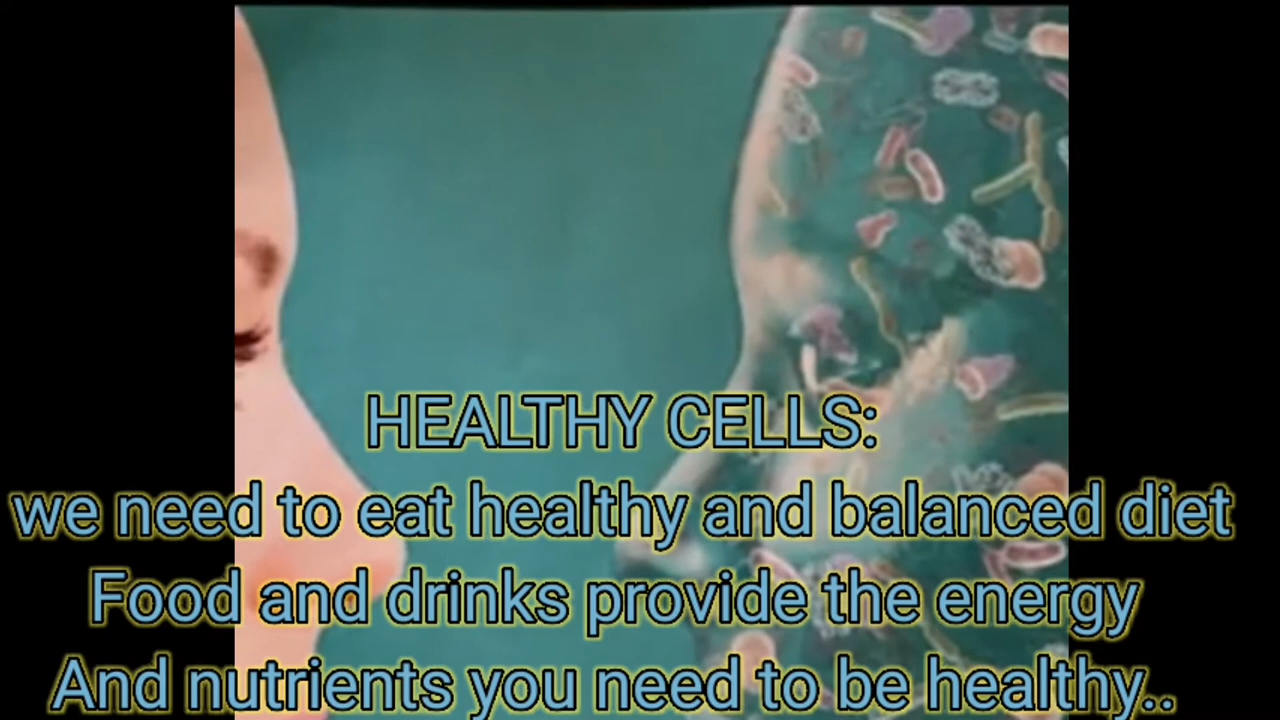 HEALTHY CELLS:
we need to eat healthy and balanced diet
Food and drinks provide the energy
And nutrients you need to be healthy..